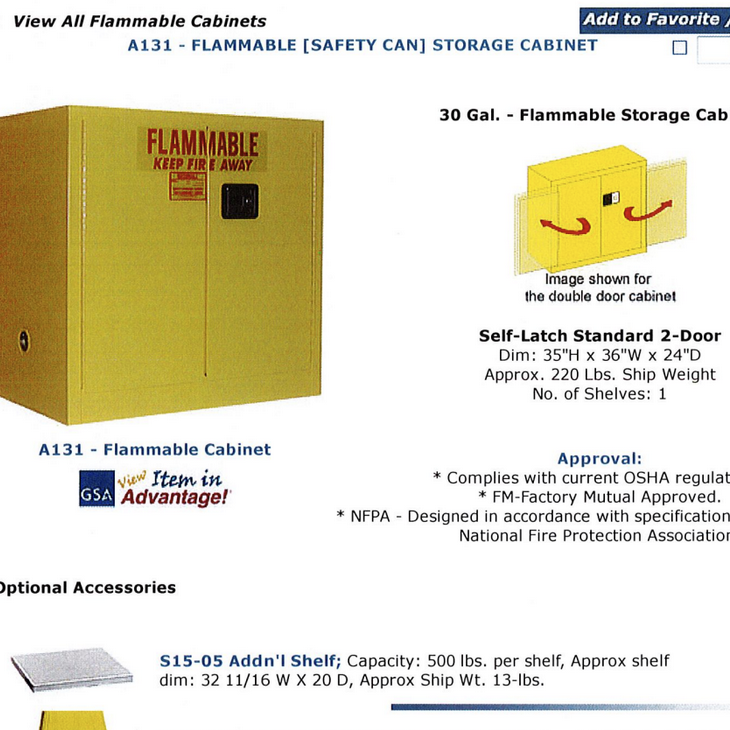 View All Flammable Cabinets
Add to Favorite /
A131 - FLAMMABLE [SAFETY CAN] STORAGE CABINET
30 Gal. - Flammable Storage Cab
FLAMMABLE
KEEP FIRE AWAY
Image shown for
the double door cabinet
Self-Latch Standard 2-Door
Dim: 35"H x 36"W x 24"D
Approx. 220 Lbs. Ship Weight
No. of Shelves: 1
A131 - Flammable Cabinet
GSA View Item in
Advantage!
Approval:
* Complies with current OSHA regulat
* FM-Factory Mutual Approved.
* NFPA - Designed in accordance with specification
National Fire Protection Association
Optional Accessories
S15-05 Addn'l Shelf; Capacity: 500 lbs. per shelf, Approx shelf
dim: 32 11/16 W X 20 D, Approx Ship Wt. 13-lbs.